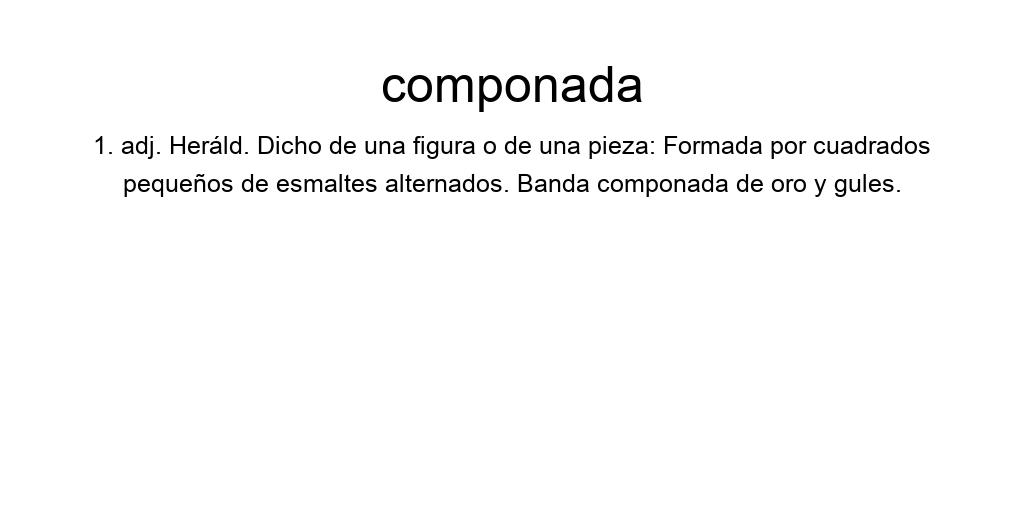 componada
1. adj. Heráld. Dicho de una figura o de una pieza: Formada por cuadrados
pequeños de esmaltes alternados. Banda componada de oro y gules.